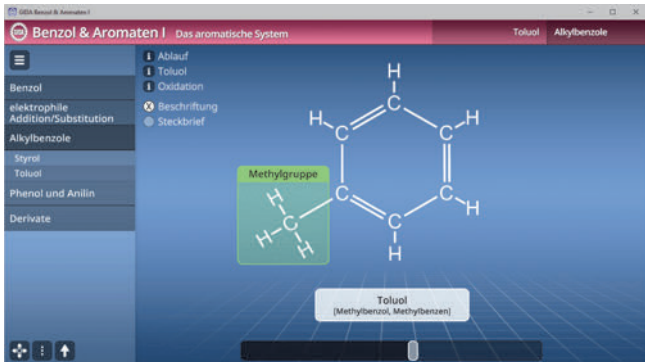 GIDA Benzol & Aromaten I
GIDA Benzol & Aromaten I Das aromatische System Toluol Alkylbenzole
Benzol
elektrophile
Addition/Substitution
Alkylbenzole
Styrol
Toluol
Phenol und Anilin
Derivate
i Ablauf
i Toluol
i Oxidation
X Beschriftung
Steckbrief
H
C
H C C H
Methylgruppe
H C C H
C C
H H
H
Toluol
[Methylbenzol, Methylbenzen]